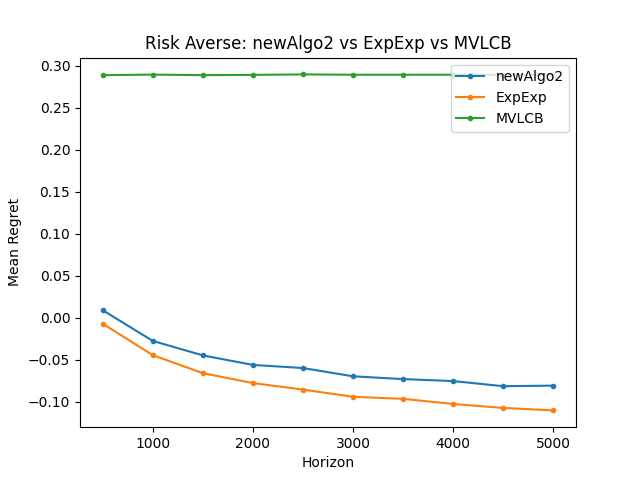 Risk Averse: newAlgo2 vs ExpExp vs MVLCB
0.30
0.25
0.20
0.15
0.10
0.05
0.00
−0.05
−0.10
Mean Regret
newAlgo2
ExpExp
MVLCB
1000 2000 3000 4000 5000
Horizon